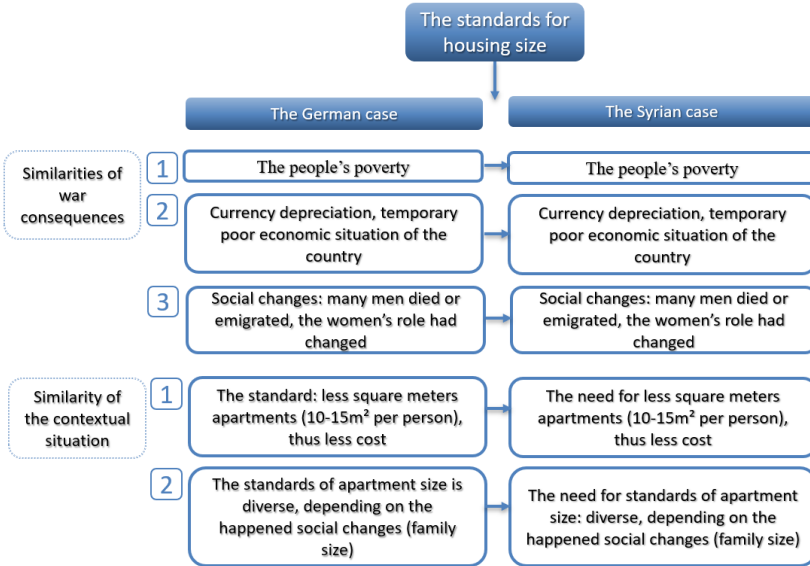 The standards for
housing size
The German case
The Syrian case
Similarities of
war
consequences
1
The people's poverty
The people's poverty
2
Currency depreciation, temporary
poor economic situation of the
country
Currency depreciation, temporary
poor economic situation of the
country
3
Social changes: many men died or
emigrated, the women's role had
changed
Social changes: many men died or
emigrated, the women's role had
changed
Similarity of
the contextual
situation
1
The standard: less square meters
apartments (10-15m² per person),
thus less cost
The need for less square meters
apartments (10-15m² per person),
thus less cost
2
The standards of apartment size is
diverse, depending on the
happened social changes (family
size)
The need for standards of apartment
size: diverse, depending on the
happened social changes (family size)